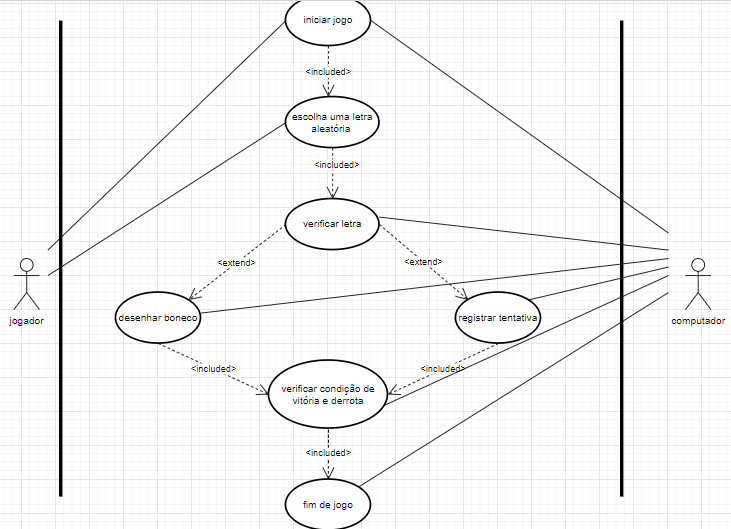 iniciar jogo
<included>
escolha uma letra
aleatória
<included>
verificar letra
<extend>
<extend>
jogador
computador
desenhar boneco
registrar tentativa
<included>
<included>
verificar condição de
vitória e derrota
<included>
fim de jogo